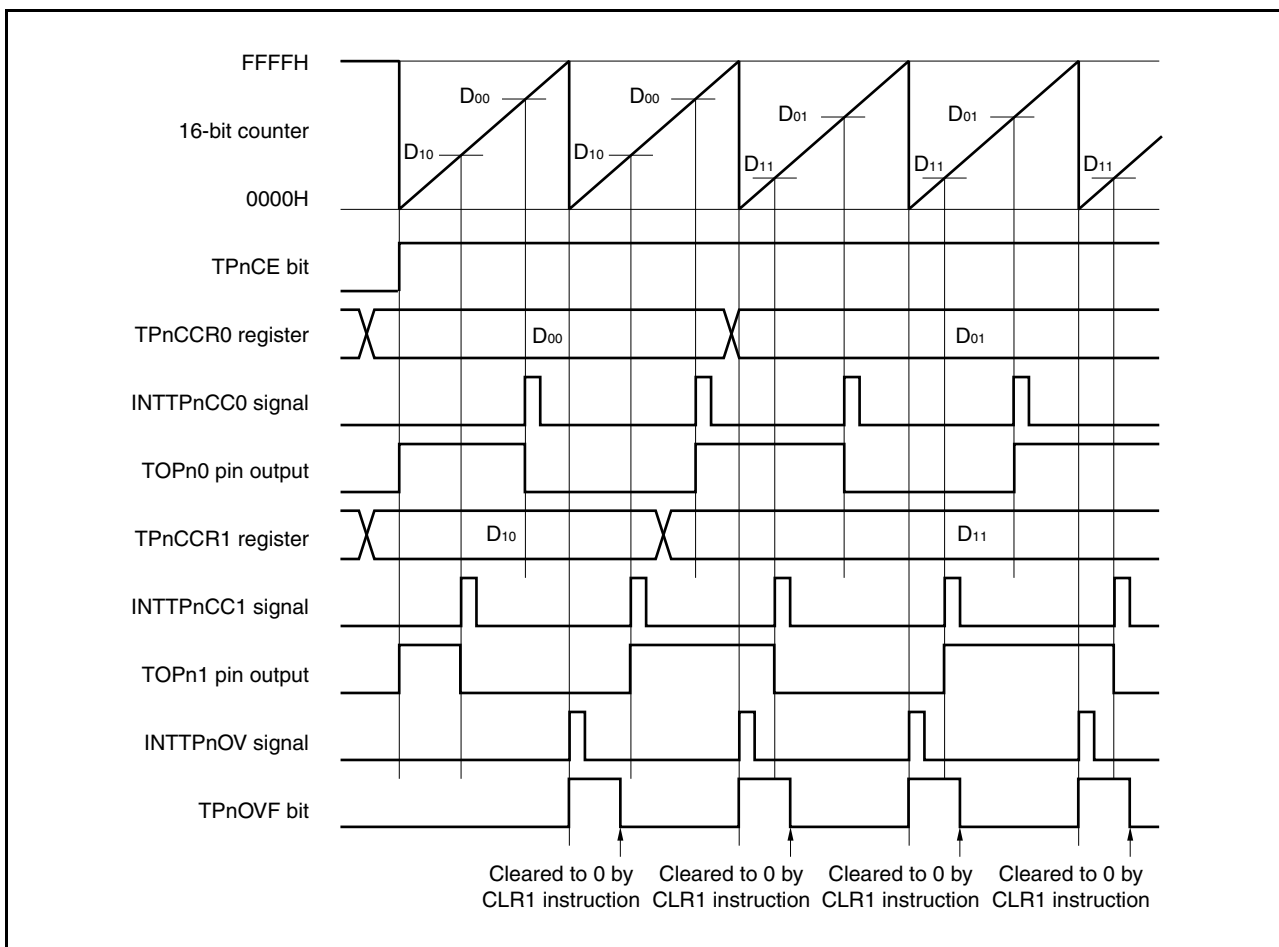 FFFFH
D00
D00
D01
D01
16-bit counter
D10
D10
D11
D11
D11
0000H
TPnCE bit
TPnCCR0 register
D00
D01
INTTPnCC0 signal
TOPn0 pin output
TPnCCR1 register
D10
D11
INTTPnCC1 signal
TOPn1 pin output
INTTPnOV signal
TPnOVF bit
Cleared to 0 by
CLR1 instruction
Cleared to 0 by
CLR1 instruction
Cleared to 0 by
CLR1 instruction
Cleared to 0 by
CLR1 instruction